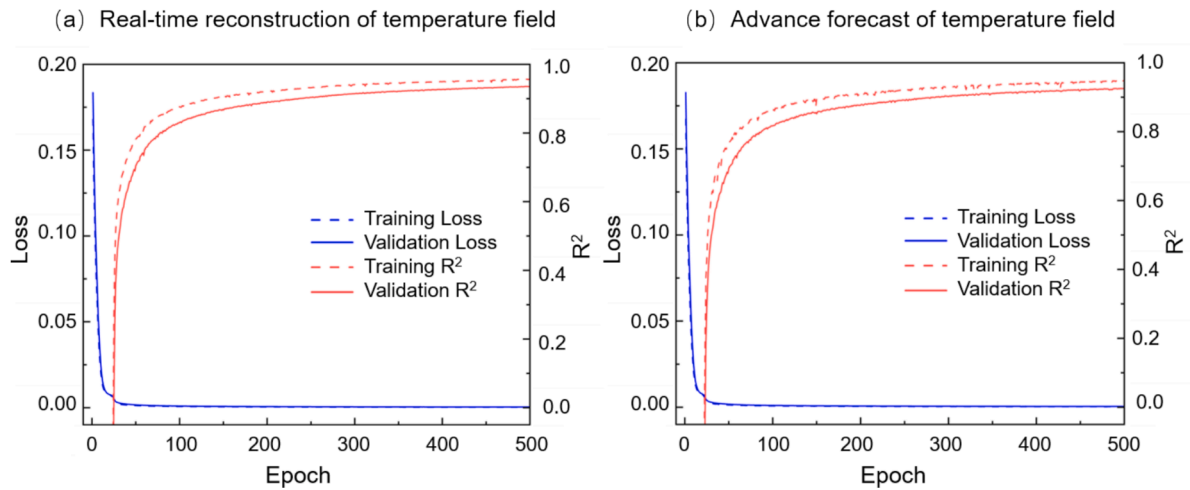 （a） Real-time reconstruction of temperature field
0.20
0.15
0.10
0.05
0.00
Loss
1.0
0.8
0.6
0.4
0.2
0.0
R²
Training Loss
Validation Loss
Training R²
Validation R²
0 100 200 300 400 500
Epoch
（b） Advance forecast of temperature field
0.20
0.15
0.10
0.05
0.00
Loss
1.0
0.8
0.6
0.4
0.2
0.0
R²
Training Loss
Validation Loss
Training R²
Validation R²
0 100 200 300 400 500
Epoch